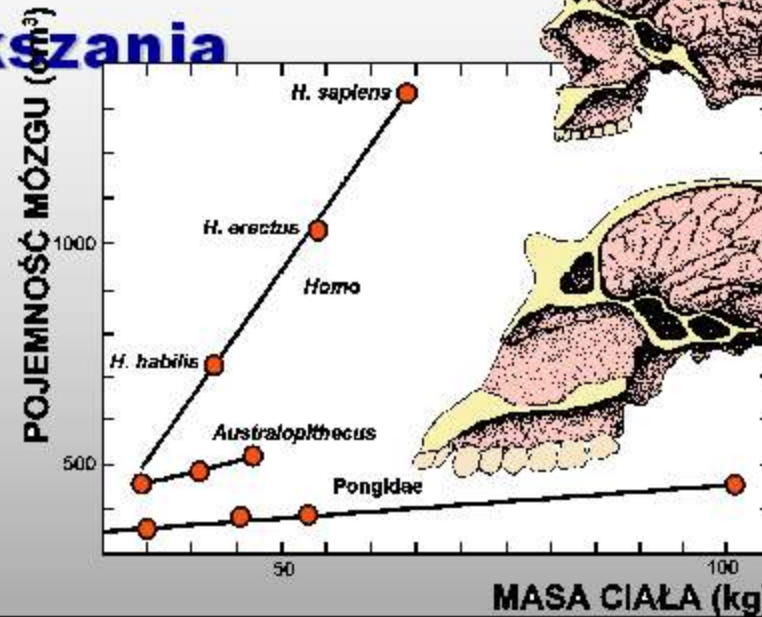 kszania
POJEMNOŚĆ MÓZGU (cm³)
H. sapiens
H. erectus
1000
Homo
H. habilis
Australopithecus
500
Pongidae
50
100
MASA CIAŁA (kg)